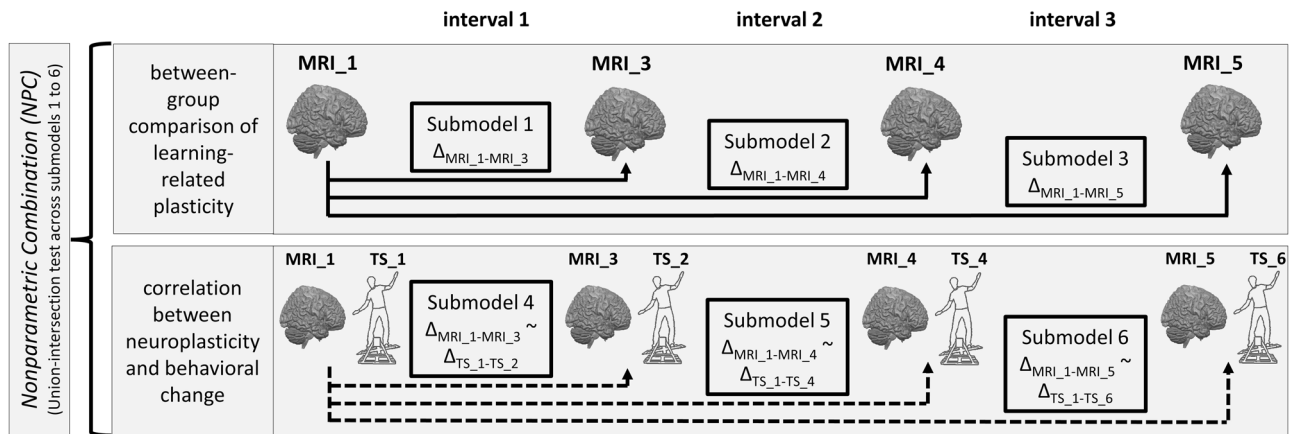 interval 1
interval 2
interval 3
Nonparametric Combination (NPC)
(Union-intersection test across submodels 1 to 6)
between-
group
comparison of
learning-
related
plasticity
MRI_1
MRI_3
MRI_4
MRI_5
Submodel 1
ΔMRI_1-MRI_3
Submodel 2
ΔMRI_1-MRI_4
Submodel 3
ΔMRI_1-MRI_5
correlation
between
neuroplasticity
and behavioral
change
MRI_1
TS_1
MRI_3
TS_2
MRI_4
TS_4
MRI_5
TS_6
Submodel 4
ΔMRI_1-MRI_3 ~
ΔTS_1-TS_2
Submodel 5
ΔMRI_1-MRI_4 ~
ΔTS_1-TS_4
Submodel 6
ΔMRI_1-MRI_5 ~
ΔTS_1-TS_6